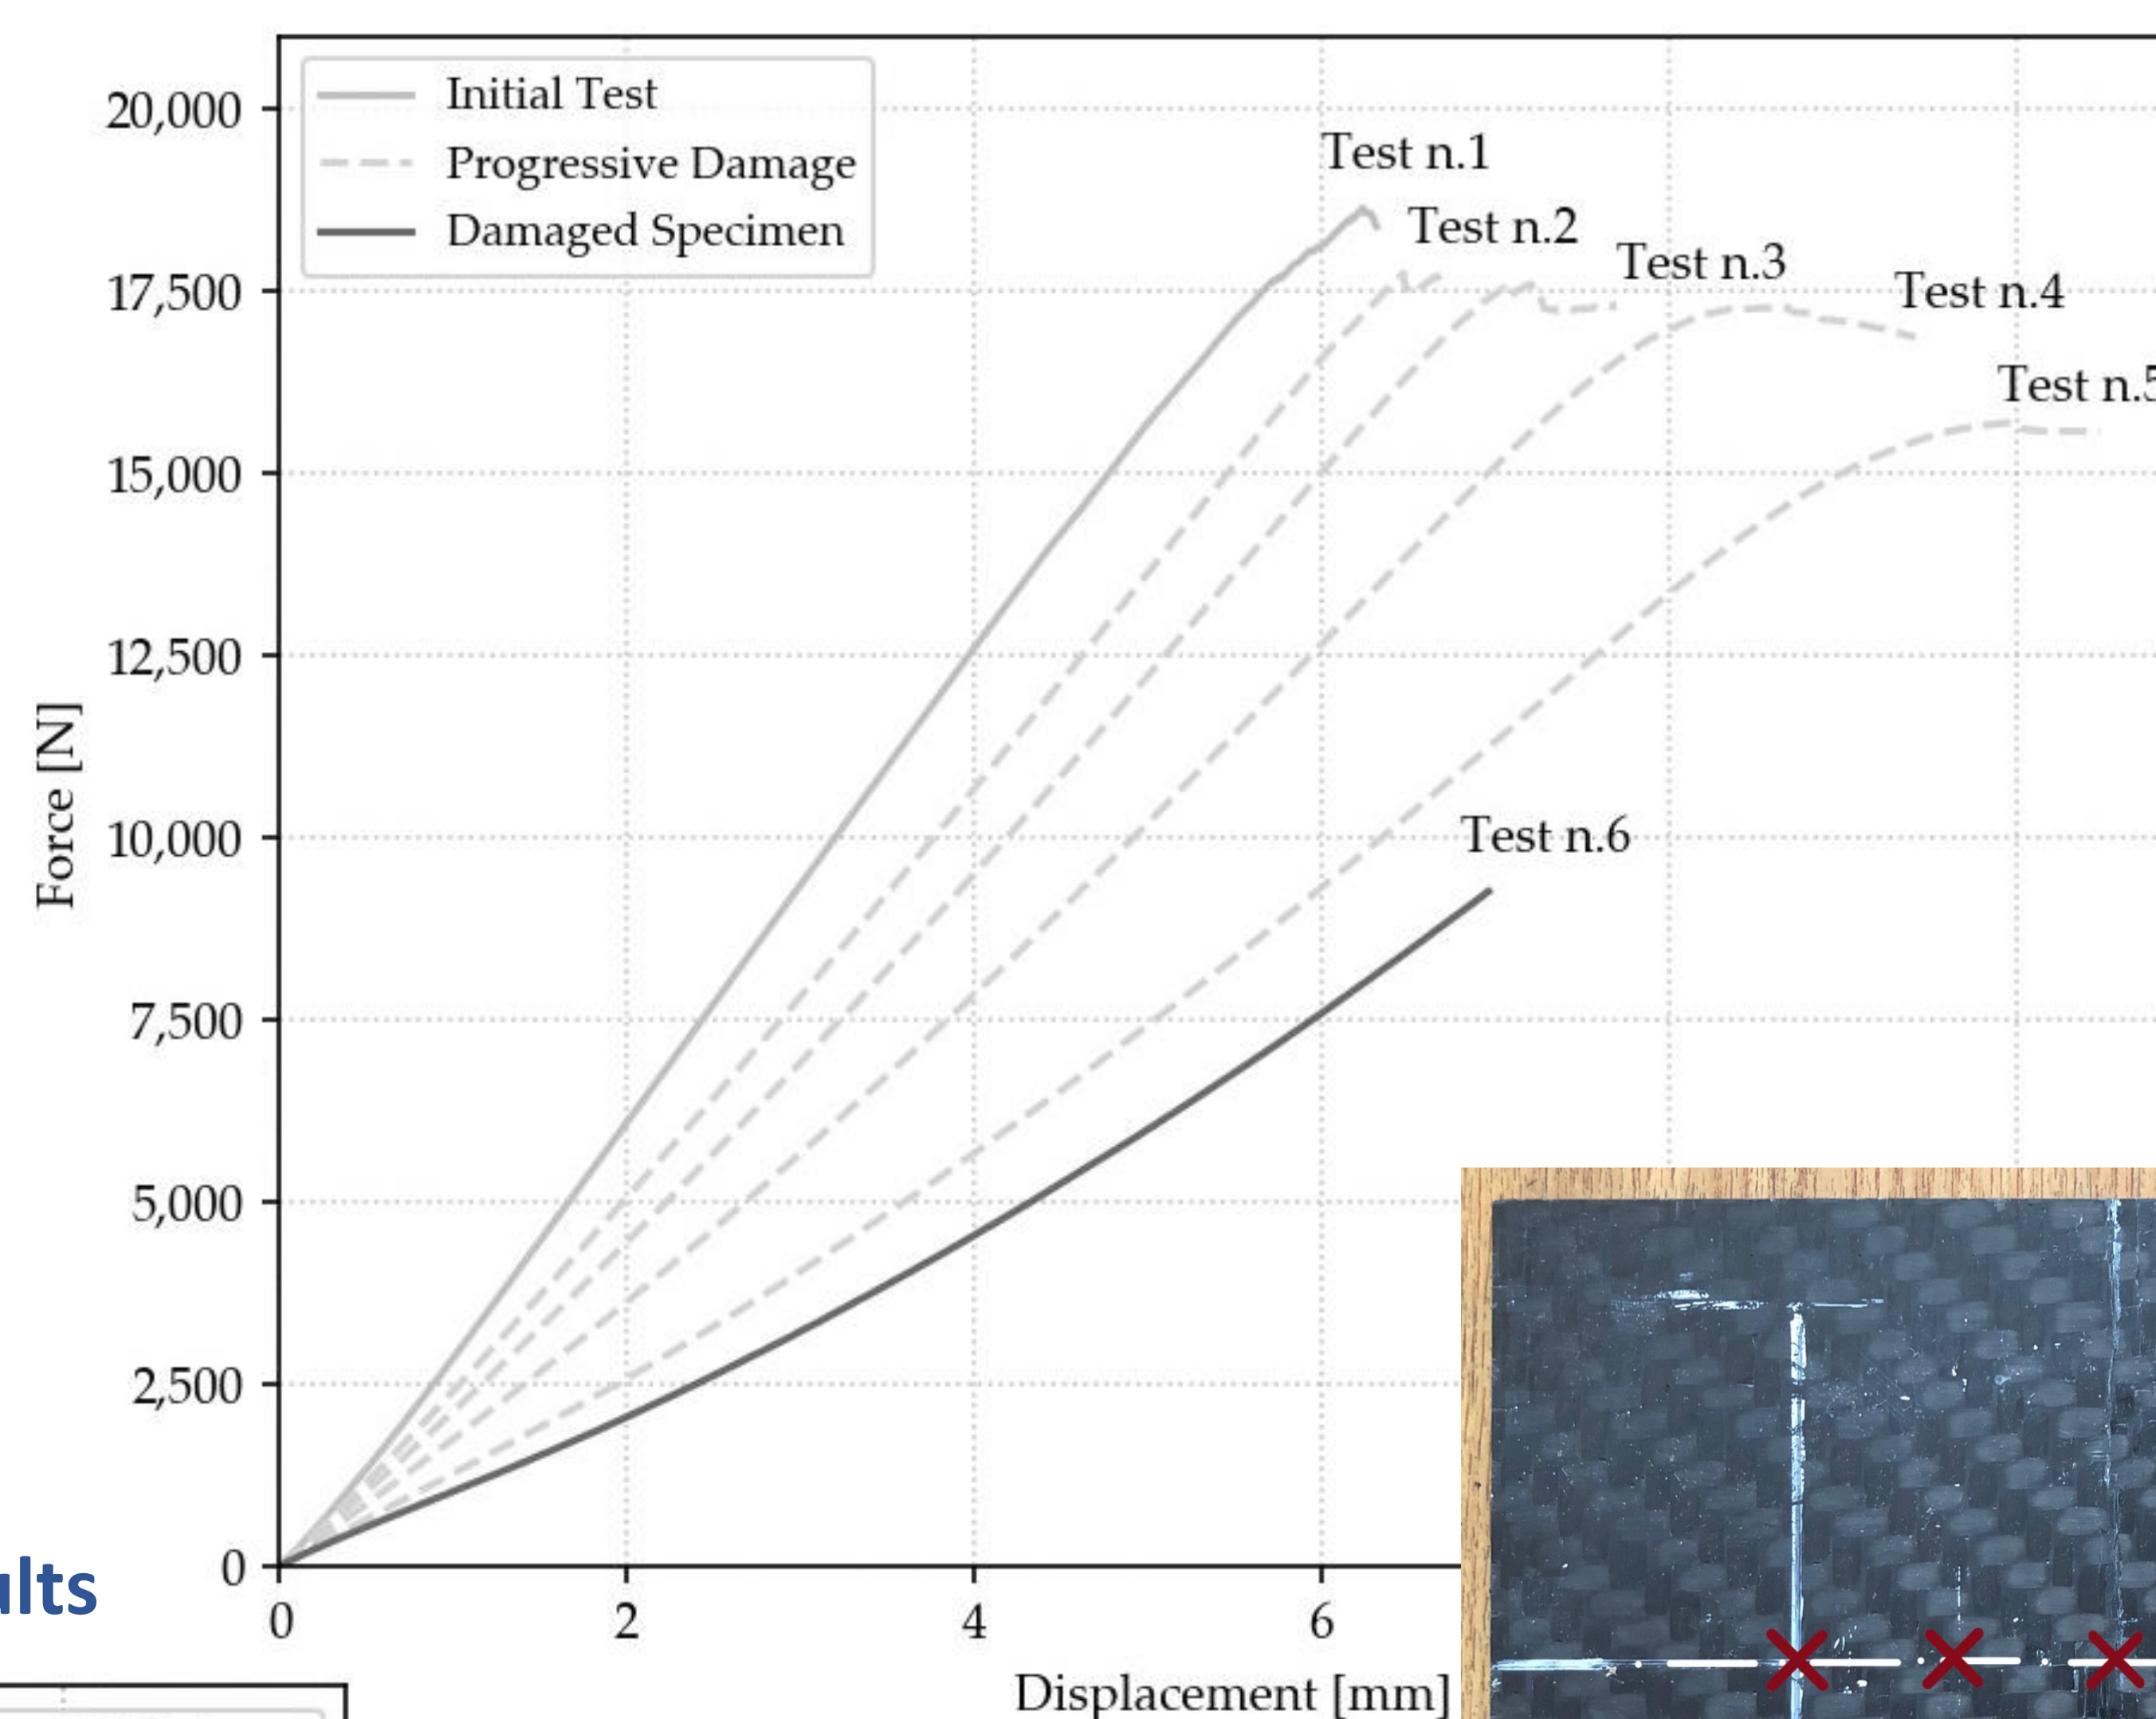 Initial Test
Progressive Damage
Damaged Specimen
20,000
17,500
15,000
12,500
10,000
7,500
5,000
2,500
0
Force [N]
Test n.1
Test n.2
Test n.3
Test n.4
Test n.5
Test n.6
0
2
4
6
Displacement [mm]
ults